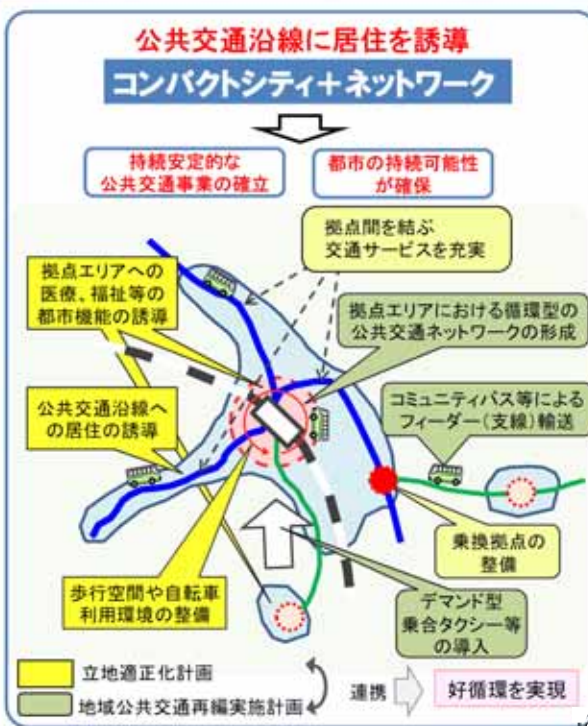 公共交通沿線に居住を誘導
コンパクトシティ+ネットワーク
持続安定的な
公共交通事業の確立
都市の持続可能性
が確保
拠点間を結ぶ
交通サービスを充実
拠点エリアへの
医療、福祉等の
都市機能の誘導
拠点エリアにおける循環型の
公共交通ネットワークの形成
公共交通沿線へ
の居住の誘導
コミュニティバス等による
フィーダー(支線)輸送
乗換拠点の
整備
歩行空間や自転車
利用環境の整備
デマンド型
乗合タクシー等
の導入
立地適正化計画
地域公共交通再編実施計画
連携
好循環を実現